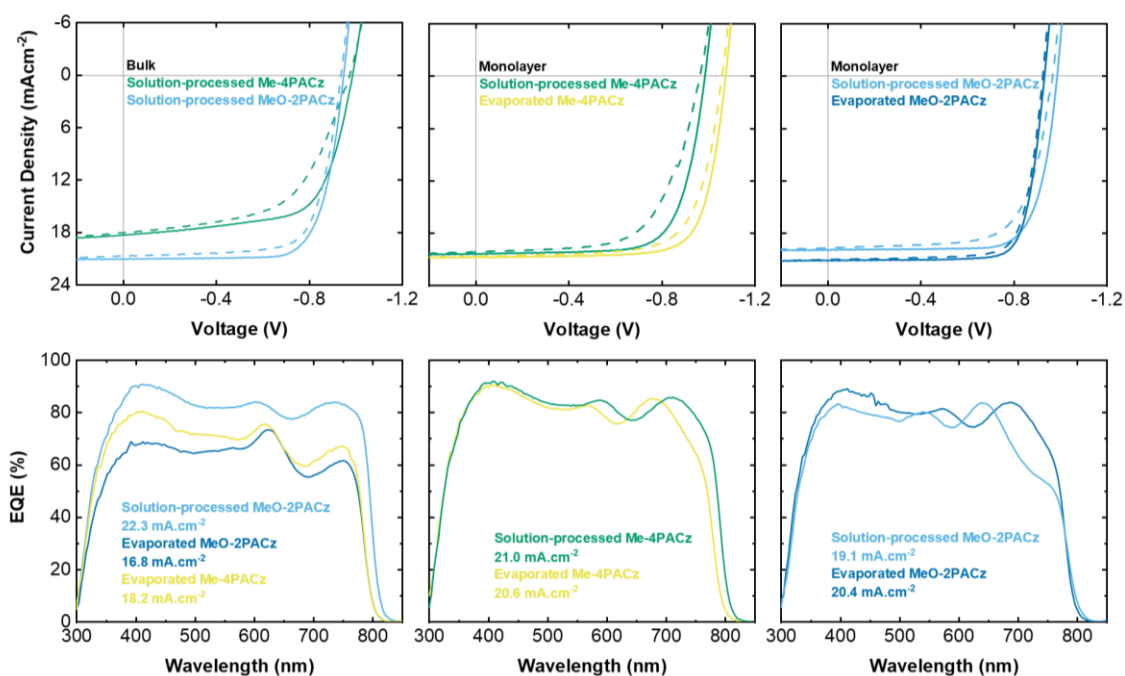 -6
0
6
12
18
24
Current Density (mAcm-2)
Bulk
Solution-processed Me-4PACz
Solution-processed MeO-2PACz
0.0 -0.4 -0.8 -1.2
Voltage (V)
Monolayer
Solution-processed Me-4PACz
Evaporated Me-4PACz
0.0 -0.4 -0.8 -1.2
Voltage (V)
Monolayer
Solution-processed MeO-2PACz
Evaporated MeO-2PACz
0.0 -0.4 -0.8 -1.2
Voltage (V)
100
80
60
40
20
0
EQE (%)
Solution-processed MeO-2PACz
22.3 mA.cm-2
Evaporated MeO-2PACz
16.8 mA.cm-2
Evaporated Me-4PACz
18.2 mA.cm-2
300 400 500 600 700 800
Wavelength (nm)
Solution-processed Me-4PACz
21.0 mA.cm-2
Evaporated Me-4PACz
20.6 mA.cm-2
300 400 500 600 700 800
Wavelength (nm)
Solution-processed MeO-2PACz
19.1 mA.cm-2
Evaporated MeO-2PACz
20.4 mA.cm-2
300 400 500 600 700 800
Wavelength (nm)